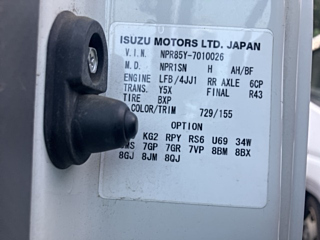 ISUZU MOTORS LTD. JAPAN
V.I.N. NPR85Y-7010026
M.D. NPR1SN H AH/BF
ENGINE LFB/4JJ1 RR AXLE 6CP
TRANS. Y5X FINAL R43
TIRE BXP
COLOR/TRIM 729/155
OPTION
KG2 RPY RS6 U69 34W
7GP 7GR 7VP 8BM 8BX
8GJ 8JM 8QJ